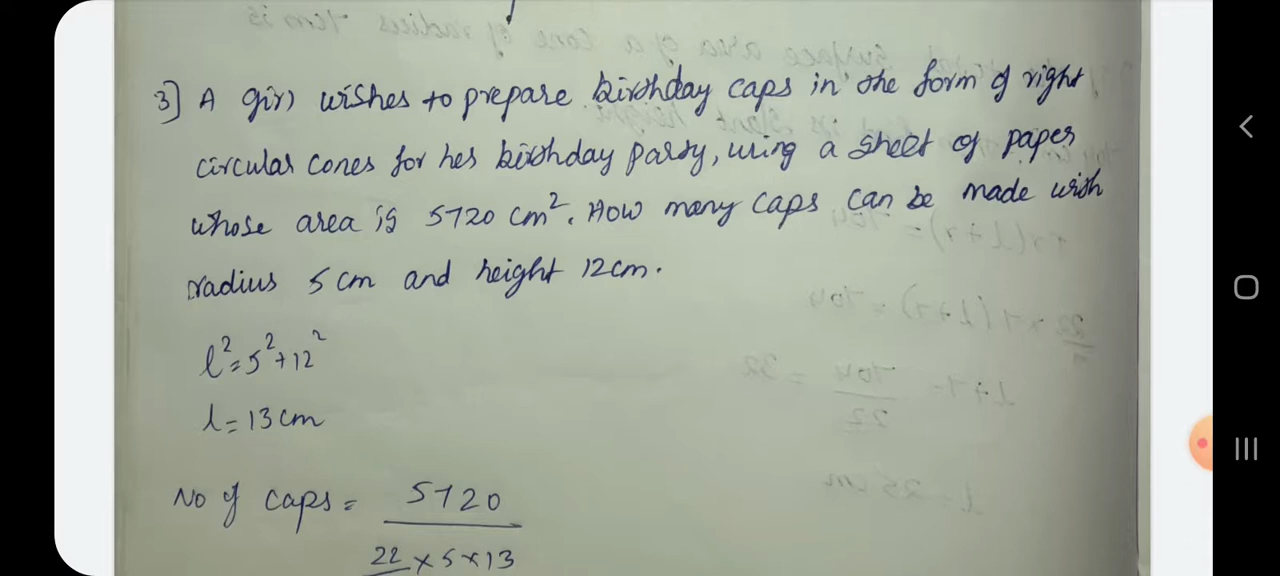 3] A girl wishes to prepare birthday caps in the form of right
circular cones for her birthday party, using a sheet of paper
whose area is 5720 cm². How many caps can be made with
radius 5 cm and height 12cm.
l² = 5² + 12²
l = 13 cm
No of caps = 5720
22 × 5 × 13